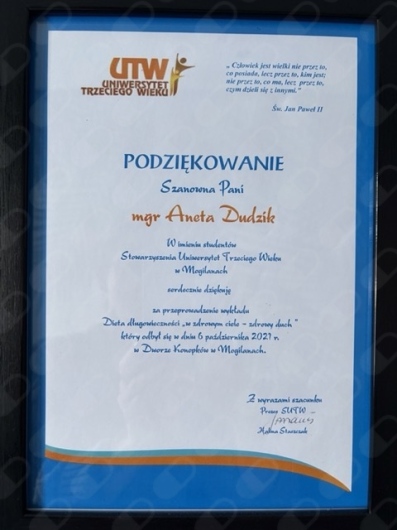 UTW
UNIWERSYTET
TRZECIEGO WIEKU
„ Człowiek jest wielki nie przez to,
co posiada, lecz przez to, kim jest;
nie przez to, co ma, lecz przez to,
czym dzieli się z innymi."
Św. Jan Paweł II
PODZIĘKOWANIE
Szanowna Pani
mgr Aneta Dudzik
W imieniu studentów
Stowarzyszenia Uniwersytet Trzeciego Wieku
w Mogilanach
serdecznie dziękuję
za przeprowadzenie wykładu
Dieta długowieczności „w zdrowym ciele – zdrowy duch "
który odbył się w dniu 6 października 2021 r.
w Dworze Konopków w Mogilanach.
Z wyrazami szacunku
Prezes SUTW